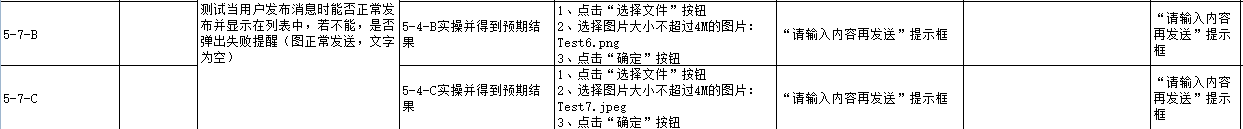 5-7-B
测试当用户发布消息时能否正常发
布并显示在列表中，若不能，是否
弹出失败提醒（图正常发送，文字
为空）
5-4-B实操并得到预期结
果
1、点击“选择文件”按钮
2、选择图片大小不超过4M的图片：
Test6.png
3、点击“确定”按钮
“请输入内容再发送”提示框
“请输入内容
再发送”提示
框
5-7-C
5-4-C实操并得到预期结
果
1、点击“选择文件”按钮
2、选择图片大小不超过4M的图片：
Test7.jpeg
3、点击“确定”按钮
“请输入内容再发送”提示框
“请输入内容
再发送”提示
框